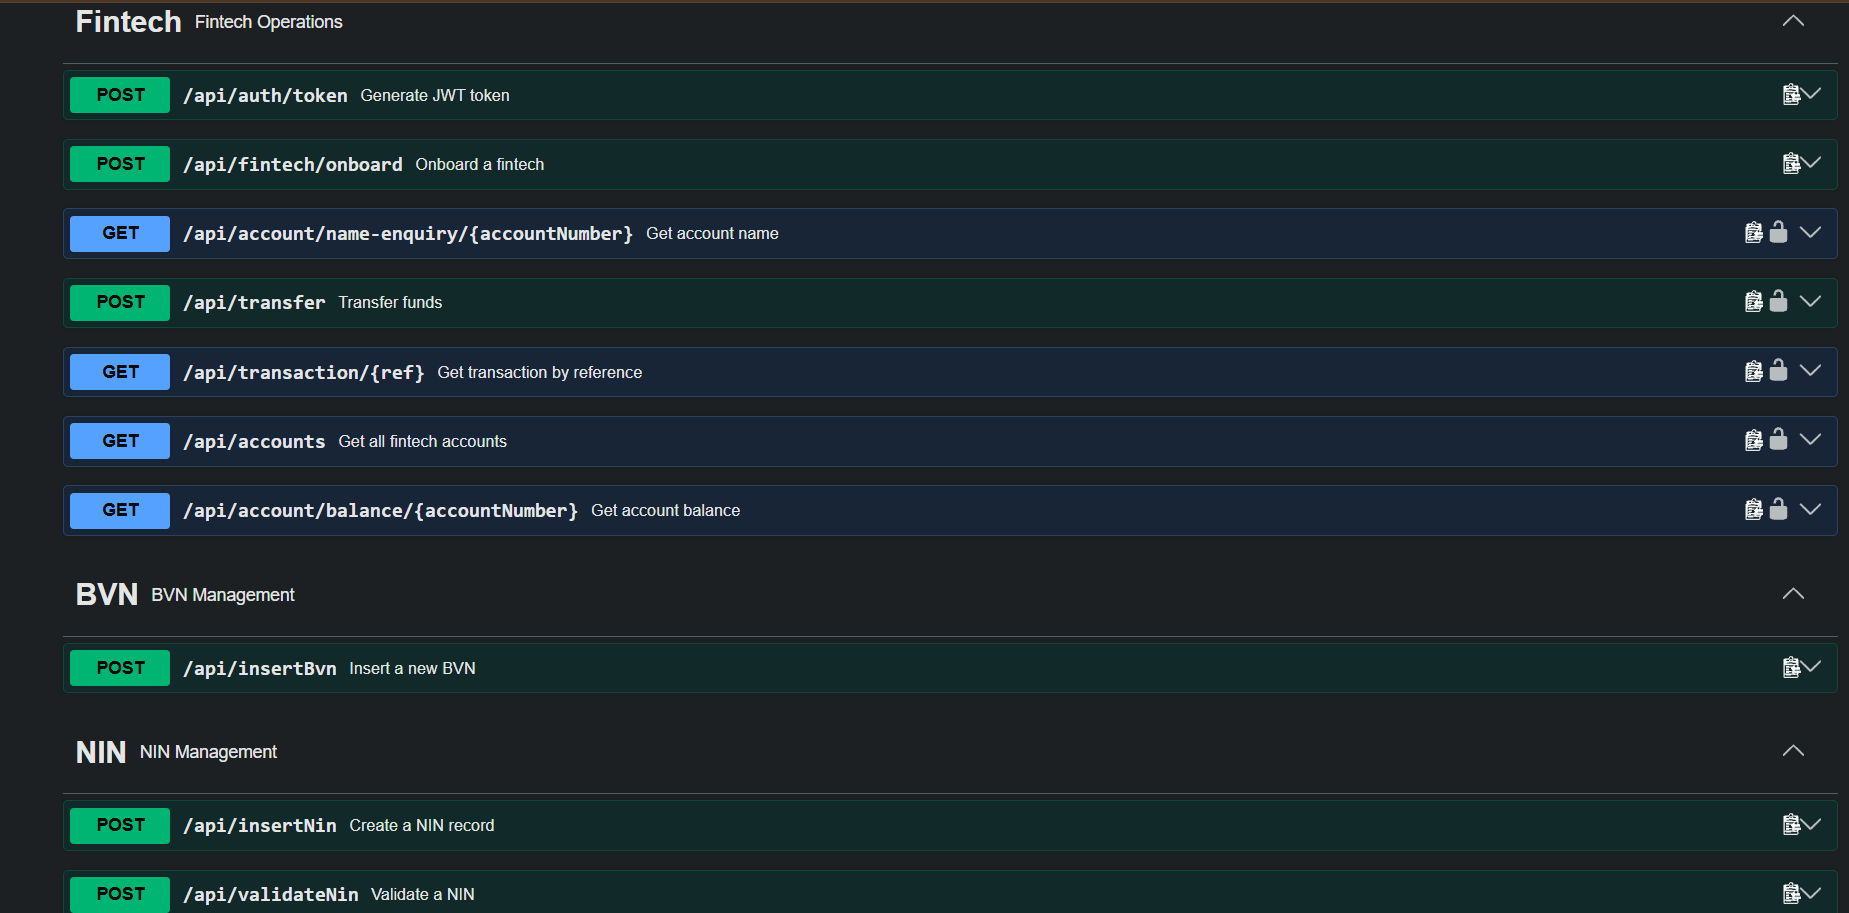 Fintech Fintech Operations
POST /api/auth/token Generate JWT token
POST /api/fintech/onboard Onboard a fintech
GET /api/account/name-enquiry/{accountNumber} Get account name
POST /api/transfer Transfer funds
GET /api/transaction/{ref} Get transaction by reference
GET /api/accounts Get all fintech accounts
GET /api/account/balance/{accountNumber} Get account balance
BVN BVN Management
POST /api/insertBvn Insert a new BVN
NIN NIN Management
POST /api/insertNin Create a NIN record
POST /api/validateNin Validate a NIN